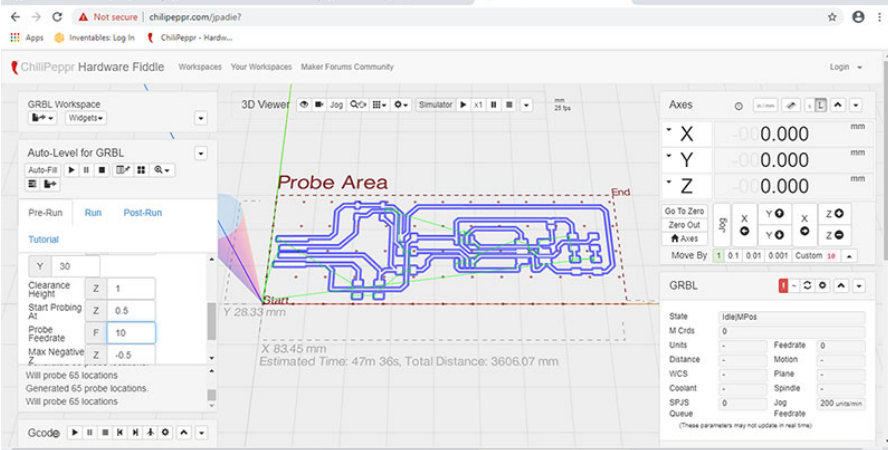 Not secure | chilipeppr.com/jpadie?
Apps Inventables: Log In ChiliPeppr - Hardw...
ChiliPeppr Hardware Fiddle Workspaces Your Workspaces Maker Forums Community Login
GRBL Workspace
Widgets
Auto-Level for GRBL
Auto-Fill
Pre-Run Run Post-Run
Tutorial
Y 30
Clearance Height Z 1
Start Probing At Z 0.5
Probe Feedrate F 10
Max Negative Z Z -0.5
Will probe 65 locations
Generated 65 probe locations.
Will probe 65 locations
Gcode
3D Viewer Jog Simulator x1 mm
25 fps
Probe Area
End
Start
Y 28.33 mm
X 83.45 mm
Estimated Time: 47m 36s, Total Distance: 3606.07 mm
Axes in/mm s L
X -000.000 mm
Y -000.000 mm
Z -000.000 mm
Go To Zero
Zero Out
Axes
Jog X Y X Z
Y Z
Move By 1 0.1 0.01 0.001 Custom 10
GRBL
State Idle|MPos
M Crds 0
Units - Feedrate 0
Distance - Motion -
WCS - Plane -
Coolant - Spindle -
SPJS Queue 0 Jog Feedrate 200 units/min
(These parameters may not update in real time)